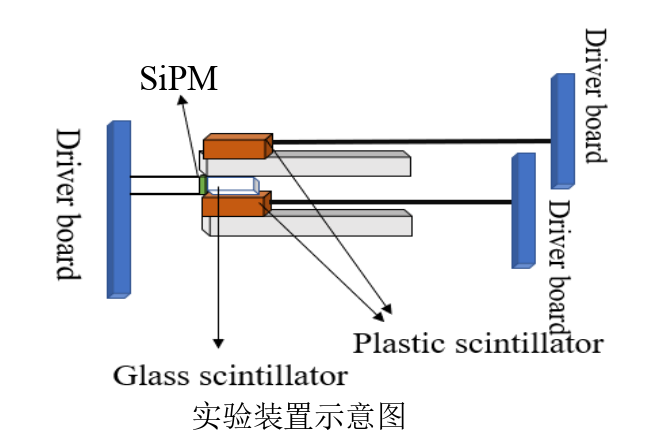 SiPM
Driver board
Driver board
Driver board
Plastic scintillator
Glass scintillator
实验装置示意图